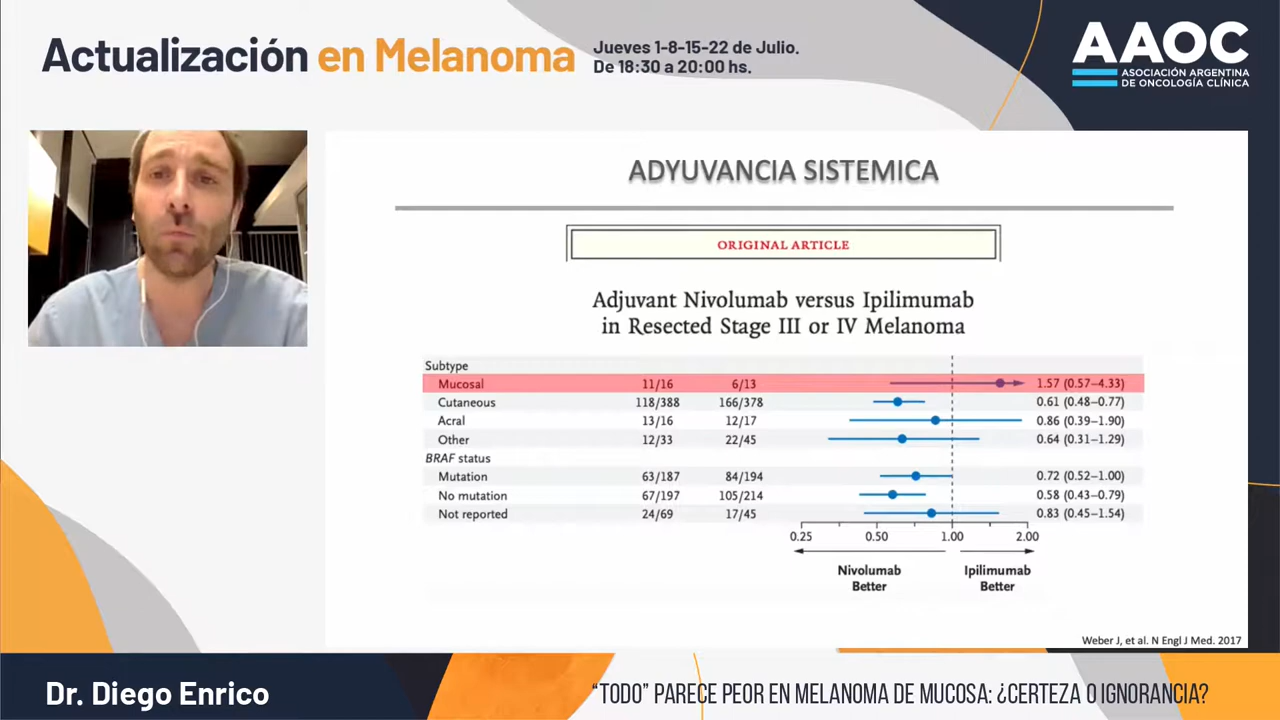 Actualización en Melanoma
Jueves 1-8-15-22 de Julio.
De 18:30 a 20:00 hs.
AAOC
ASOCIACIÓN ARGENTINA
DE ONCOLOGÍA CLÍNICA
ADYUVANCIA SISTEMICA
ORIGINAL ARTICLE
Adjuvant Nivolumab versus Ipilimumab
in Resected Stage III or IV Melanoma
Subtype
Mucosal 11/16 6/13 1.57 (0.57–4.33)
Cutaneous 118/388 166/378 0.61 (0.48–0.77)
Acral 13/16 12/17 0.86 (0.39–1.90)
Other 12/33 22/45 0.64 (0.31–1.29)
BRAF status
Mutation 63/187 84/194 0.72 (0.52–1.00)
No mutation 67/197 105/214 0.58 (0.43–0.79)
Not reported 24/69 17/45 0.83 (0.45–1.54)
0.25 0.50 1.00 2.00
Nivolumab Ipilimumab
Better Better
Weber J, et al. N Engl J Med. 2017
Dr. Diego Enrico
“TODO” PARECE PEOR EN MELANOMA DE MUCOSA: ¿CERTEZA O IGNORANCIA?